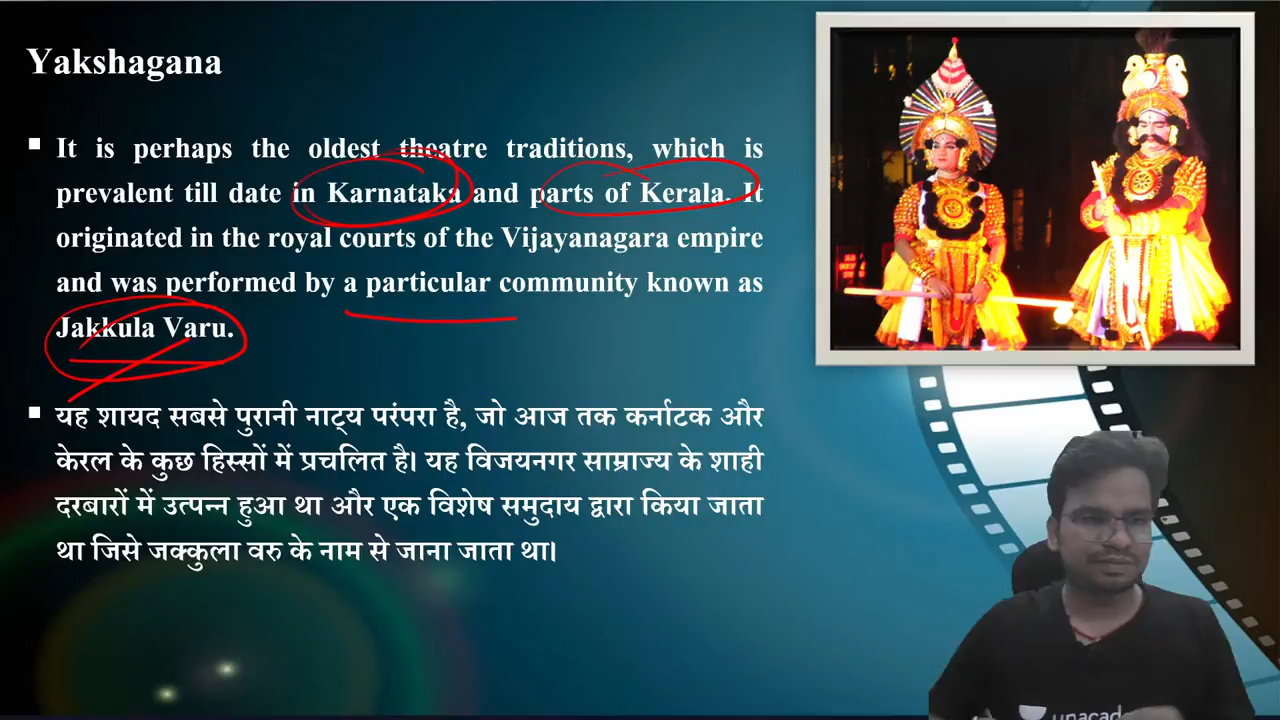 Yakshagana
▪ It is perhaps the oldest theatre traditions, which is
prevalent till date in Karnataka and parts of Kerala. It
originated in the royal courts of the Vijayanagara empire
and was performed by a particular community known as
Jakkula Varu.
▪ यह शायद सबसे पुरानी नाट्य परंपरा है, जो आज तक कर्नाटक और
केरल के कुछ हिस्सों में प्रचलित है। यह विजयनगर साम्राज्य के शाही
दरबारों में उत्पन्न हुआ था और एक विशेष समुदाय द्वारा किया जाता
था जिसे जक्कुला वरु के नाम से जाना जाता था।